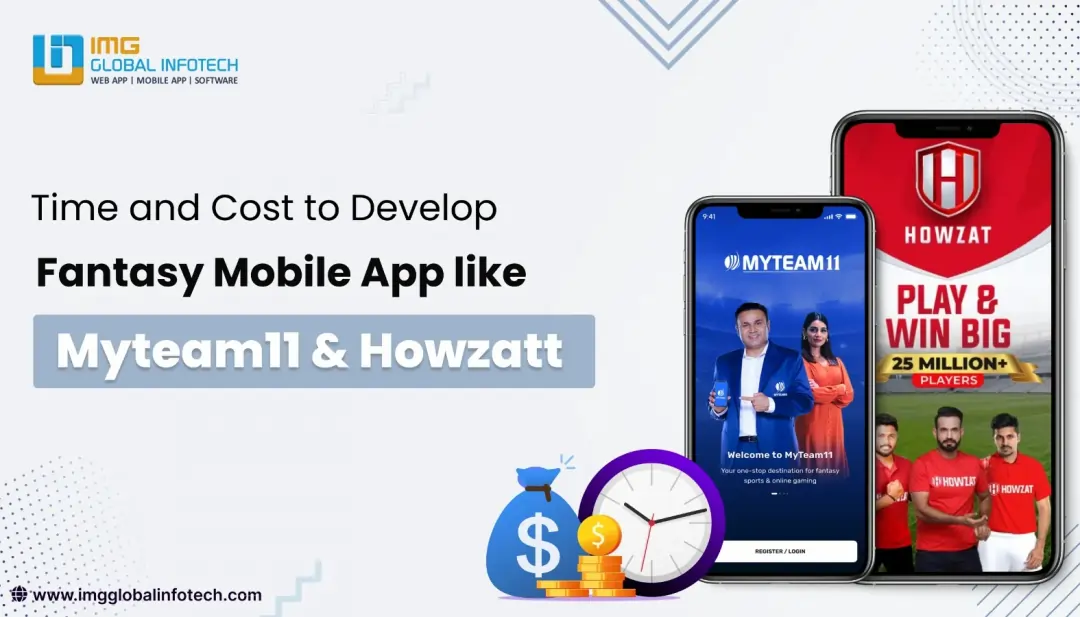 IMG
GLOBAL INFOTECH
WEB APP | MOBILE APP | SOFTWARE
Time and Cost to Develop
Fantasy Mobile App like
Myteam11 & Howzatt
9:41
MYTEAM11
Welcome to MyTeam11
Your one-stop destination for fantasy
sports & online gaming
REGISTER / LOGIN
HOWZAT
PLAY &
WIN BIG
25 MILLION+
PLAYERS
HOWZAT
HOWZAT
$
$
www.imgglobalinfotech.com